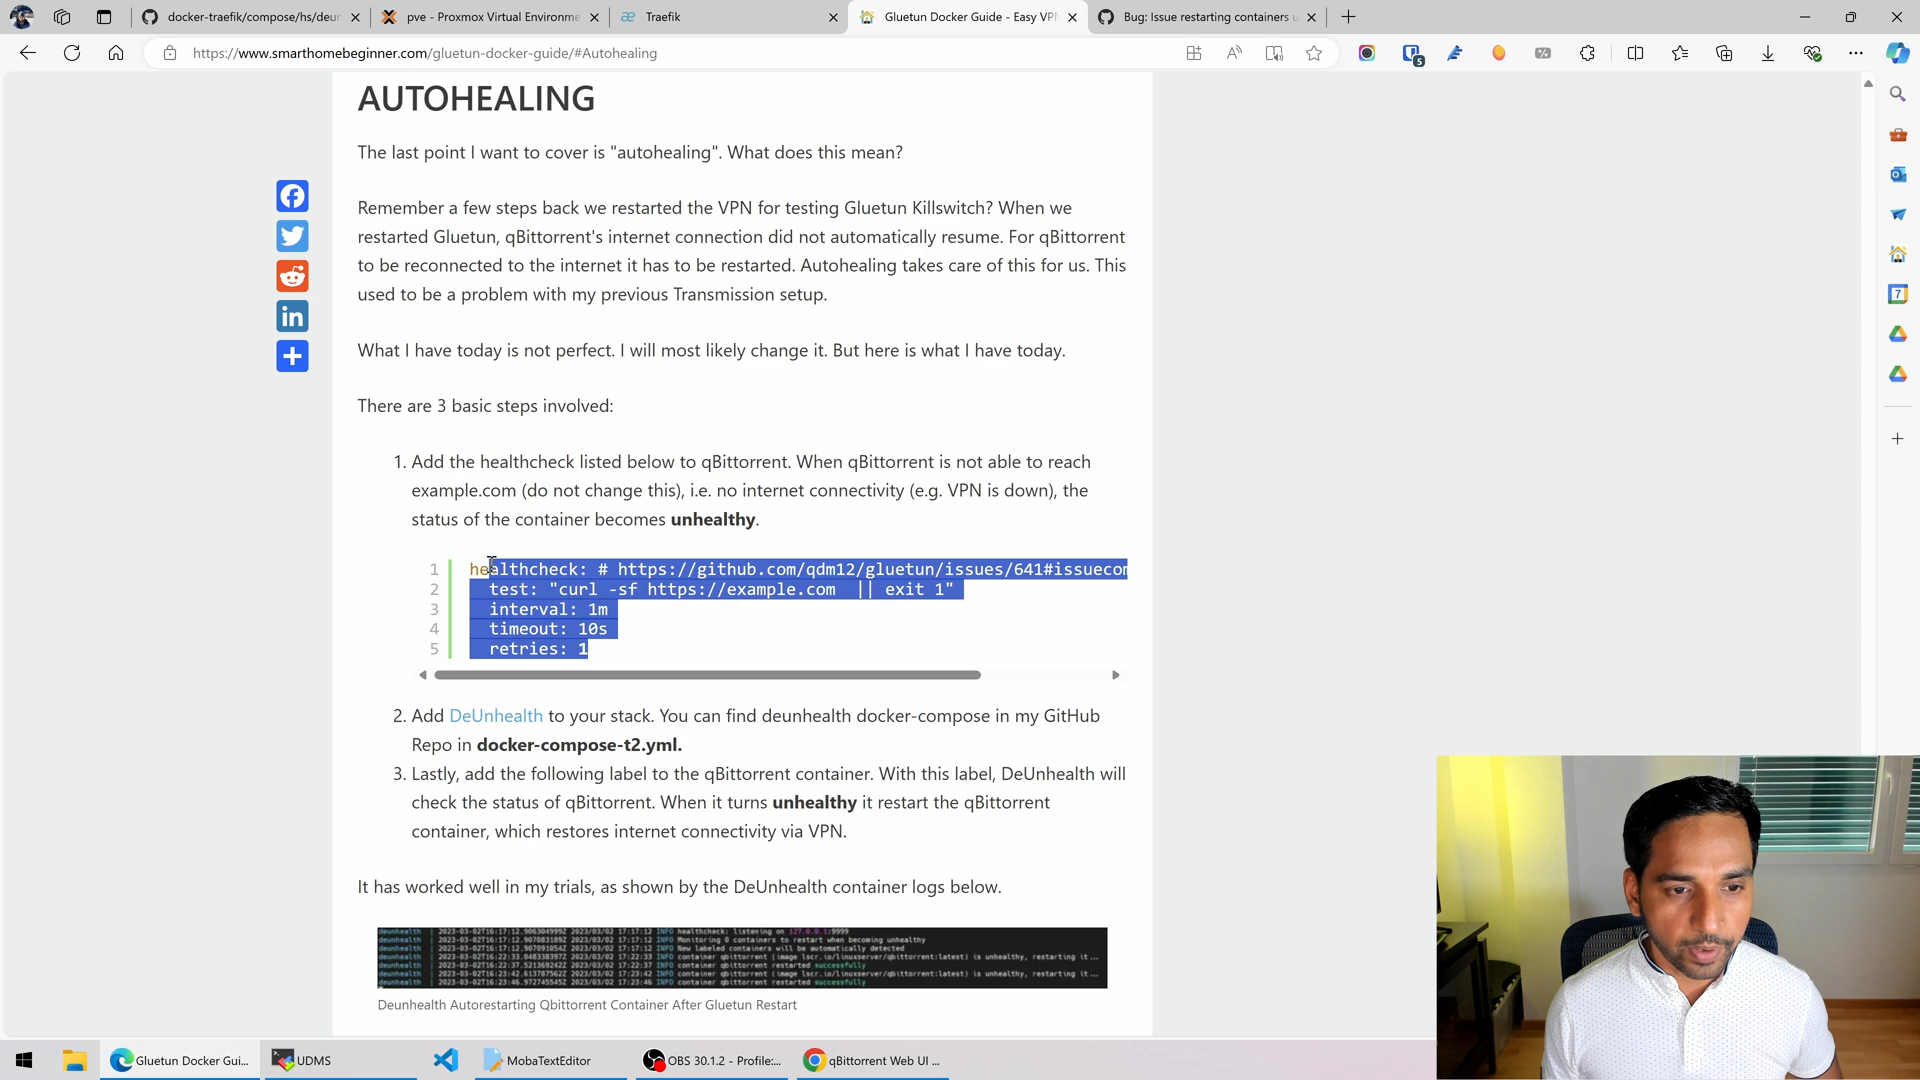 docker-traefik/compose/hs/deun
pve - Proxmox Virtual Environme
Traefik
Gluetun Docker Guide - Easy VPN
Bug: Issue restarting containers u
https://www.smarthomebeginner.com/gluetun-docker-guide/#Autohealing
5
AUTOHEALING
The last point I want to cover is "autohealing". What does this mean?
Remember a few steps back we restarted the VPN for testing Gluetun Killswitch? When we
restarted Gluetun, qBittorrent's internet connection did not automatically resume. For qBittorrent
to be reconnected to the internet it has to be restarted. Autohealing takes care of this for us. This
used to be a problem with my previous Transmission setup.
What I have today is not perfect. I will most likely change it. But here is what I have today.
There are 3 basic steps involved:
1. Add the healthcheck listed below to qBittorrent. When qBittorrent is not able to reach
example.com (do not change this), i.e. no internet connectivity (e.g. VPN is down), the
status of the container becomes unhealthy.
1 healthcheck: # https://github.com/qdm12/gluetun/issues/641#issuecom
2 test: "curl -sf https://example.com || exit 1"
3 interval: 1m
4 timeout: 10s
5 retries: 1
2. Add DeUnhealth to your stack. You can find deunhealth docker-compose in my GitHub
Repo in docker-compose-t2.yml.
3. Lastly, add the following label to the qBittorrent container. With this label, DeUnhealth will
check the status of qBittorrent. When it turns unhealthy it restart the qBittorrent
container, which restores internet connectivity via VPN.
It has worked well in my trials, as shown by the DeUnhealth container logs below.
Deunhealth Autorestarting Qbittorrent Container After Gluetun Restart
in
7
Gluetun Docker Gui...
UDMS
MobaTextEditor
OBS 30.1.2 - Profile:...
qBittorrent Web UI ...